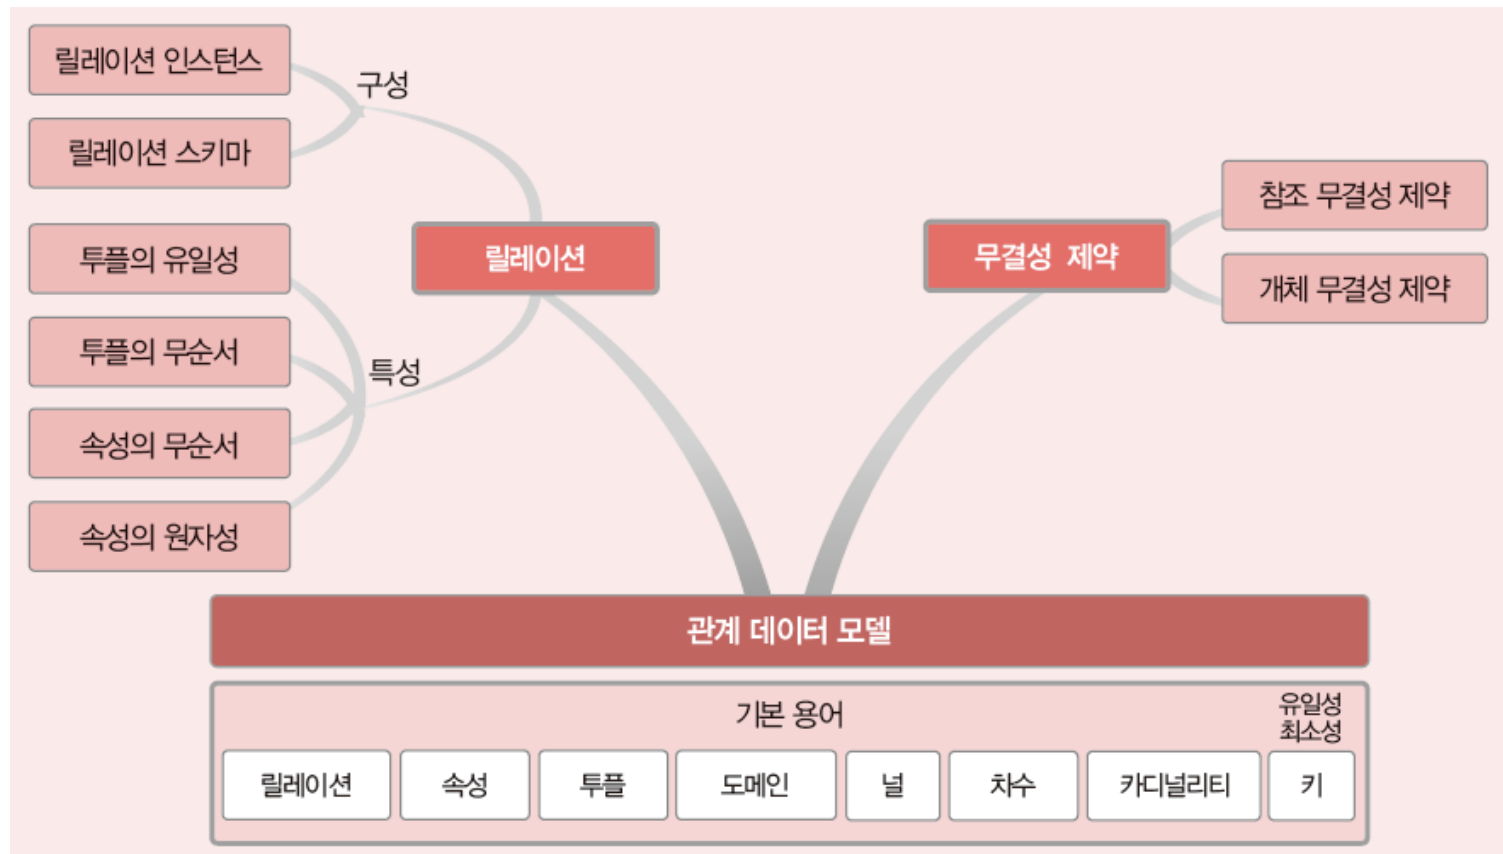 릴레이션 인스턴스
구성
릴레이션 스키마
투플의 유일성
투플의 무순서
특성
속성의 무순서
속성의 원자성
릴레이션
무결성 제약
참조 무결성 제약
개체 무결성 제약
관계 데이터 모델
기본 용어
유일성
최소성
릴레이션
속성
투플
도메인
널
차수
카디널리티
키